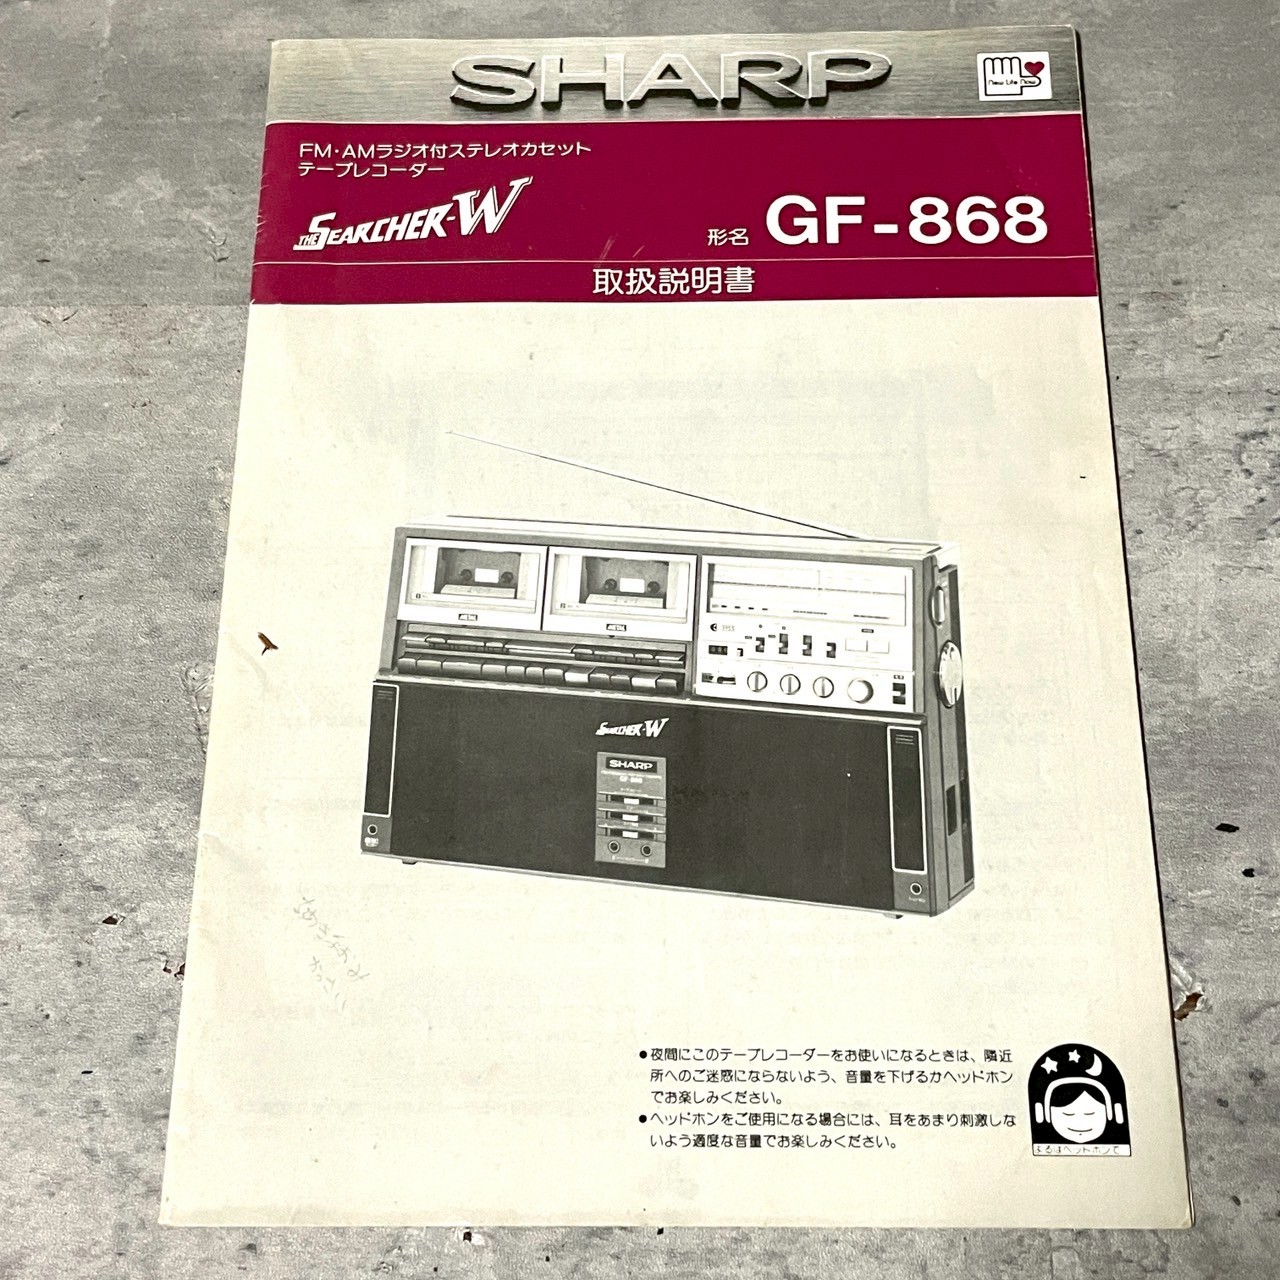 SHARP
New Life Now
FM・AMラジオ付ステレオカセット
テープレコーダー
THE SEARCHER-W
形名 GF-868
取扱説明書
METAL
METAL
SEARCHER-W
SHARP
GF-868
●夜間にこのテープレコーダーをお使いになるときは、隣近
所へのご迷惑にならないよう、音量を下げるかヘッドホン
でお楽しみください。
●ヘッドホンをご使用になる場合には、耳をあまり刺激しな
いよう適度な音量でお楽しみください。
よるはヘッドホンで